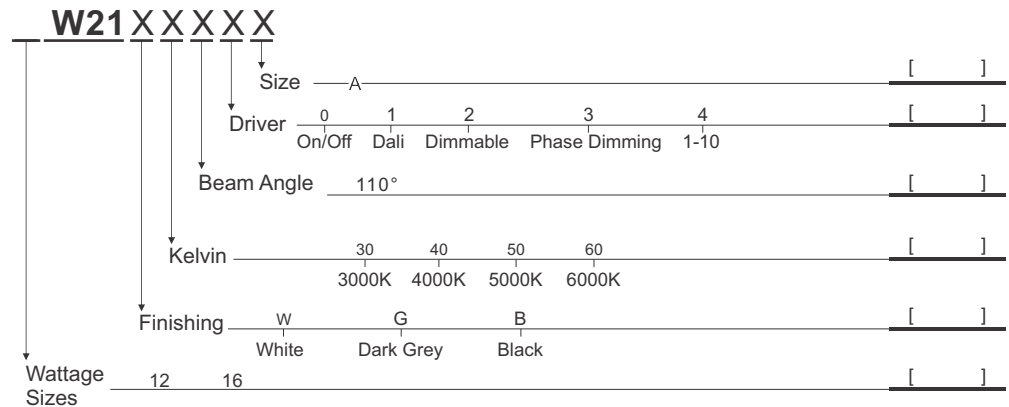 W21 X X X X X
Size A [ ]
0 1 2 3 4
Driver [ ]
On/Off Dali Dimmable Phase Dimming 1-10
Beam Angle 110° [ ]
30 40 50 60
Kelvin [ ]
3000K 4000K 5000K 6000K
W G B
Finishing [ ]
White Dark Grey Black
Wattage 12 16 [ ]
Sizes